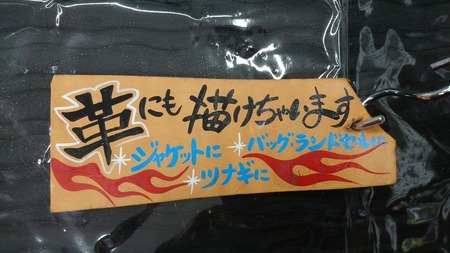 革にも描けちゃいます
*ジャケットに *バッグ・ランドセルにも
*ツナギに